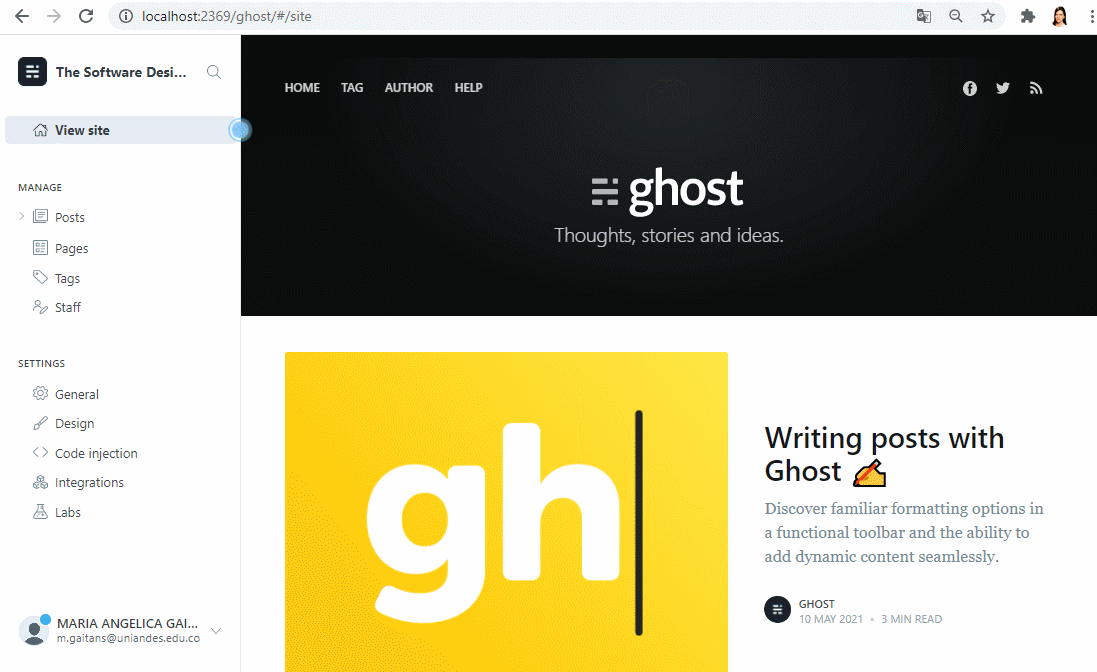 localhost:2369/ghost/#/site
The Software Desi...
View site
MANAGE
Posts
Pages
Tags
Staff
SETTINGS
General
Design
Code injection
Integrations
Labs
MARIA ANGELICA GAI...
m.gaitans@uniandes.edu.co
HOME TAG AUTHOR HELP
ghost
Thoughts, stories and ideas.
gh
Writing posts with
Ghost ✍
Discover familiar formatting options in
a functional toolbar and the ability to
add dynamic content seamlessly.
GHOST
10 MAY 2021 • 3 MIN READ